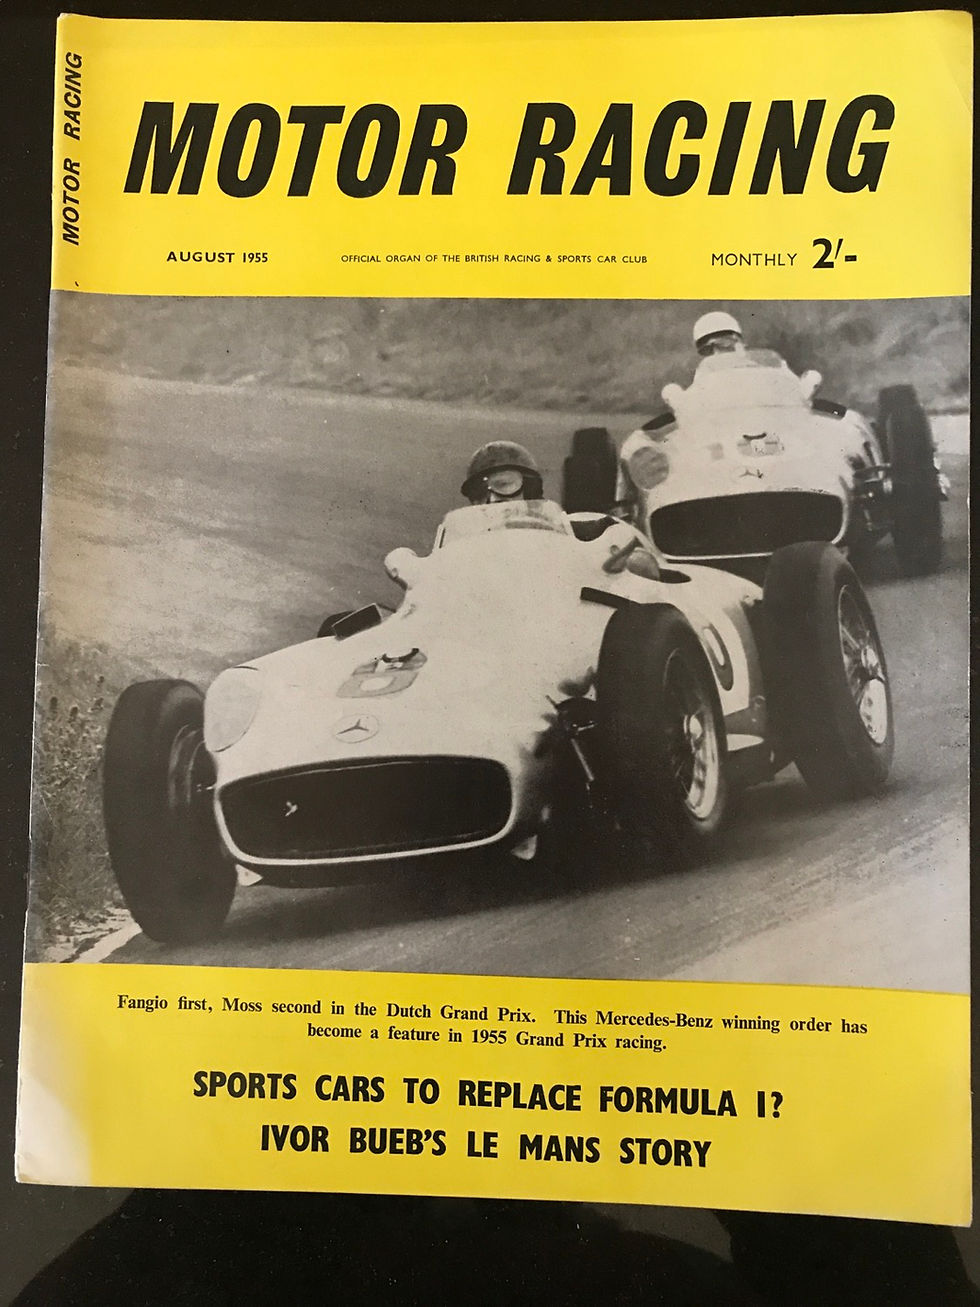 MOTOR RACING
MOTOR RACING
AUGUST 1955
OFFICIAL ORGAN OF THE BRITISH RACING & SPORTS CAR CLUB
MONTHLY 2/-
8
Fangio first, Moss second in the Dutch Grand Prix. This Mercedes-Benz winning order has
become a feature in 1955 Grand Prix racing.
SPORTS CARS TO REPLACE FORMULA 1?
IVOR BUEB'S LE MANS STORY